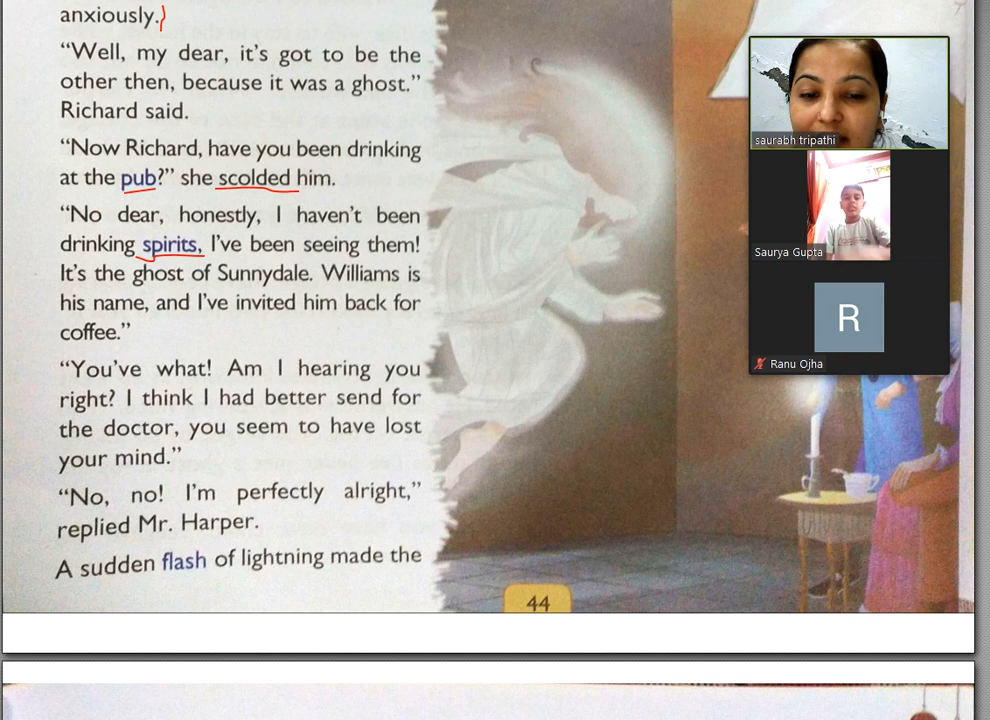 anxiously.
“Well, my dear, it’s got to be the
other then, because it was a ghost.”
Richard said.
“Now Richard, have you been drinking
at the pub?” she scolded him.
“No dear, honestly, I haven’t been
drinking spirits, I’ve been seeing them!
It’s the ghost of Sunnydale. Williams is
his name, and I’ve invited him back for
coffee.”
“You’ve what! Am I hearing you
right? I think I had better send for
the doctor, you seem to have lost
your mind.”
“No, no! I’m perfectly alright,”
replied Mr. Harper.
A sudden flash of lightning made the
44
saurabh tripathi
Saurya Gupta
R
Ranu Ojha